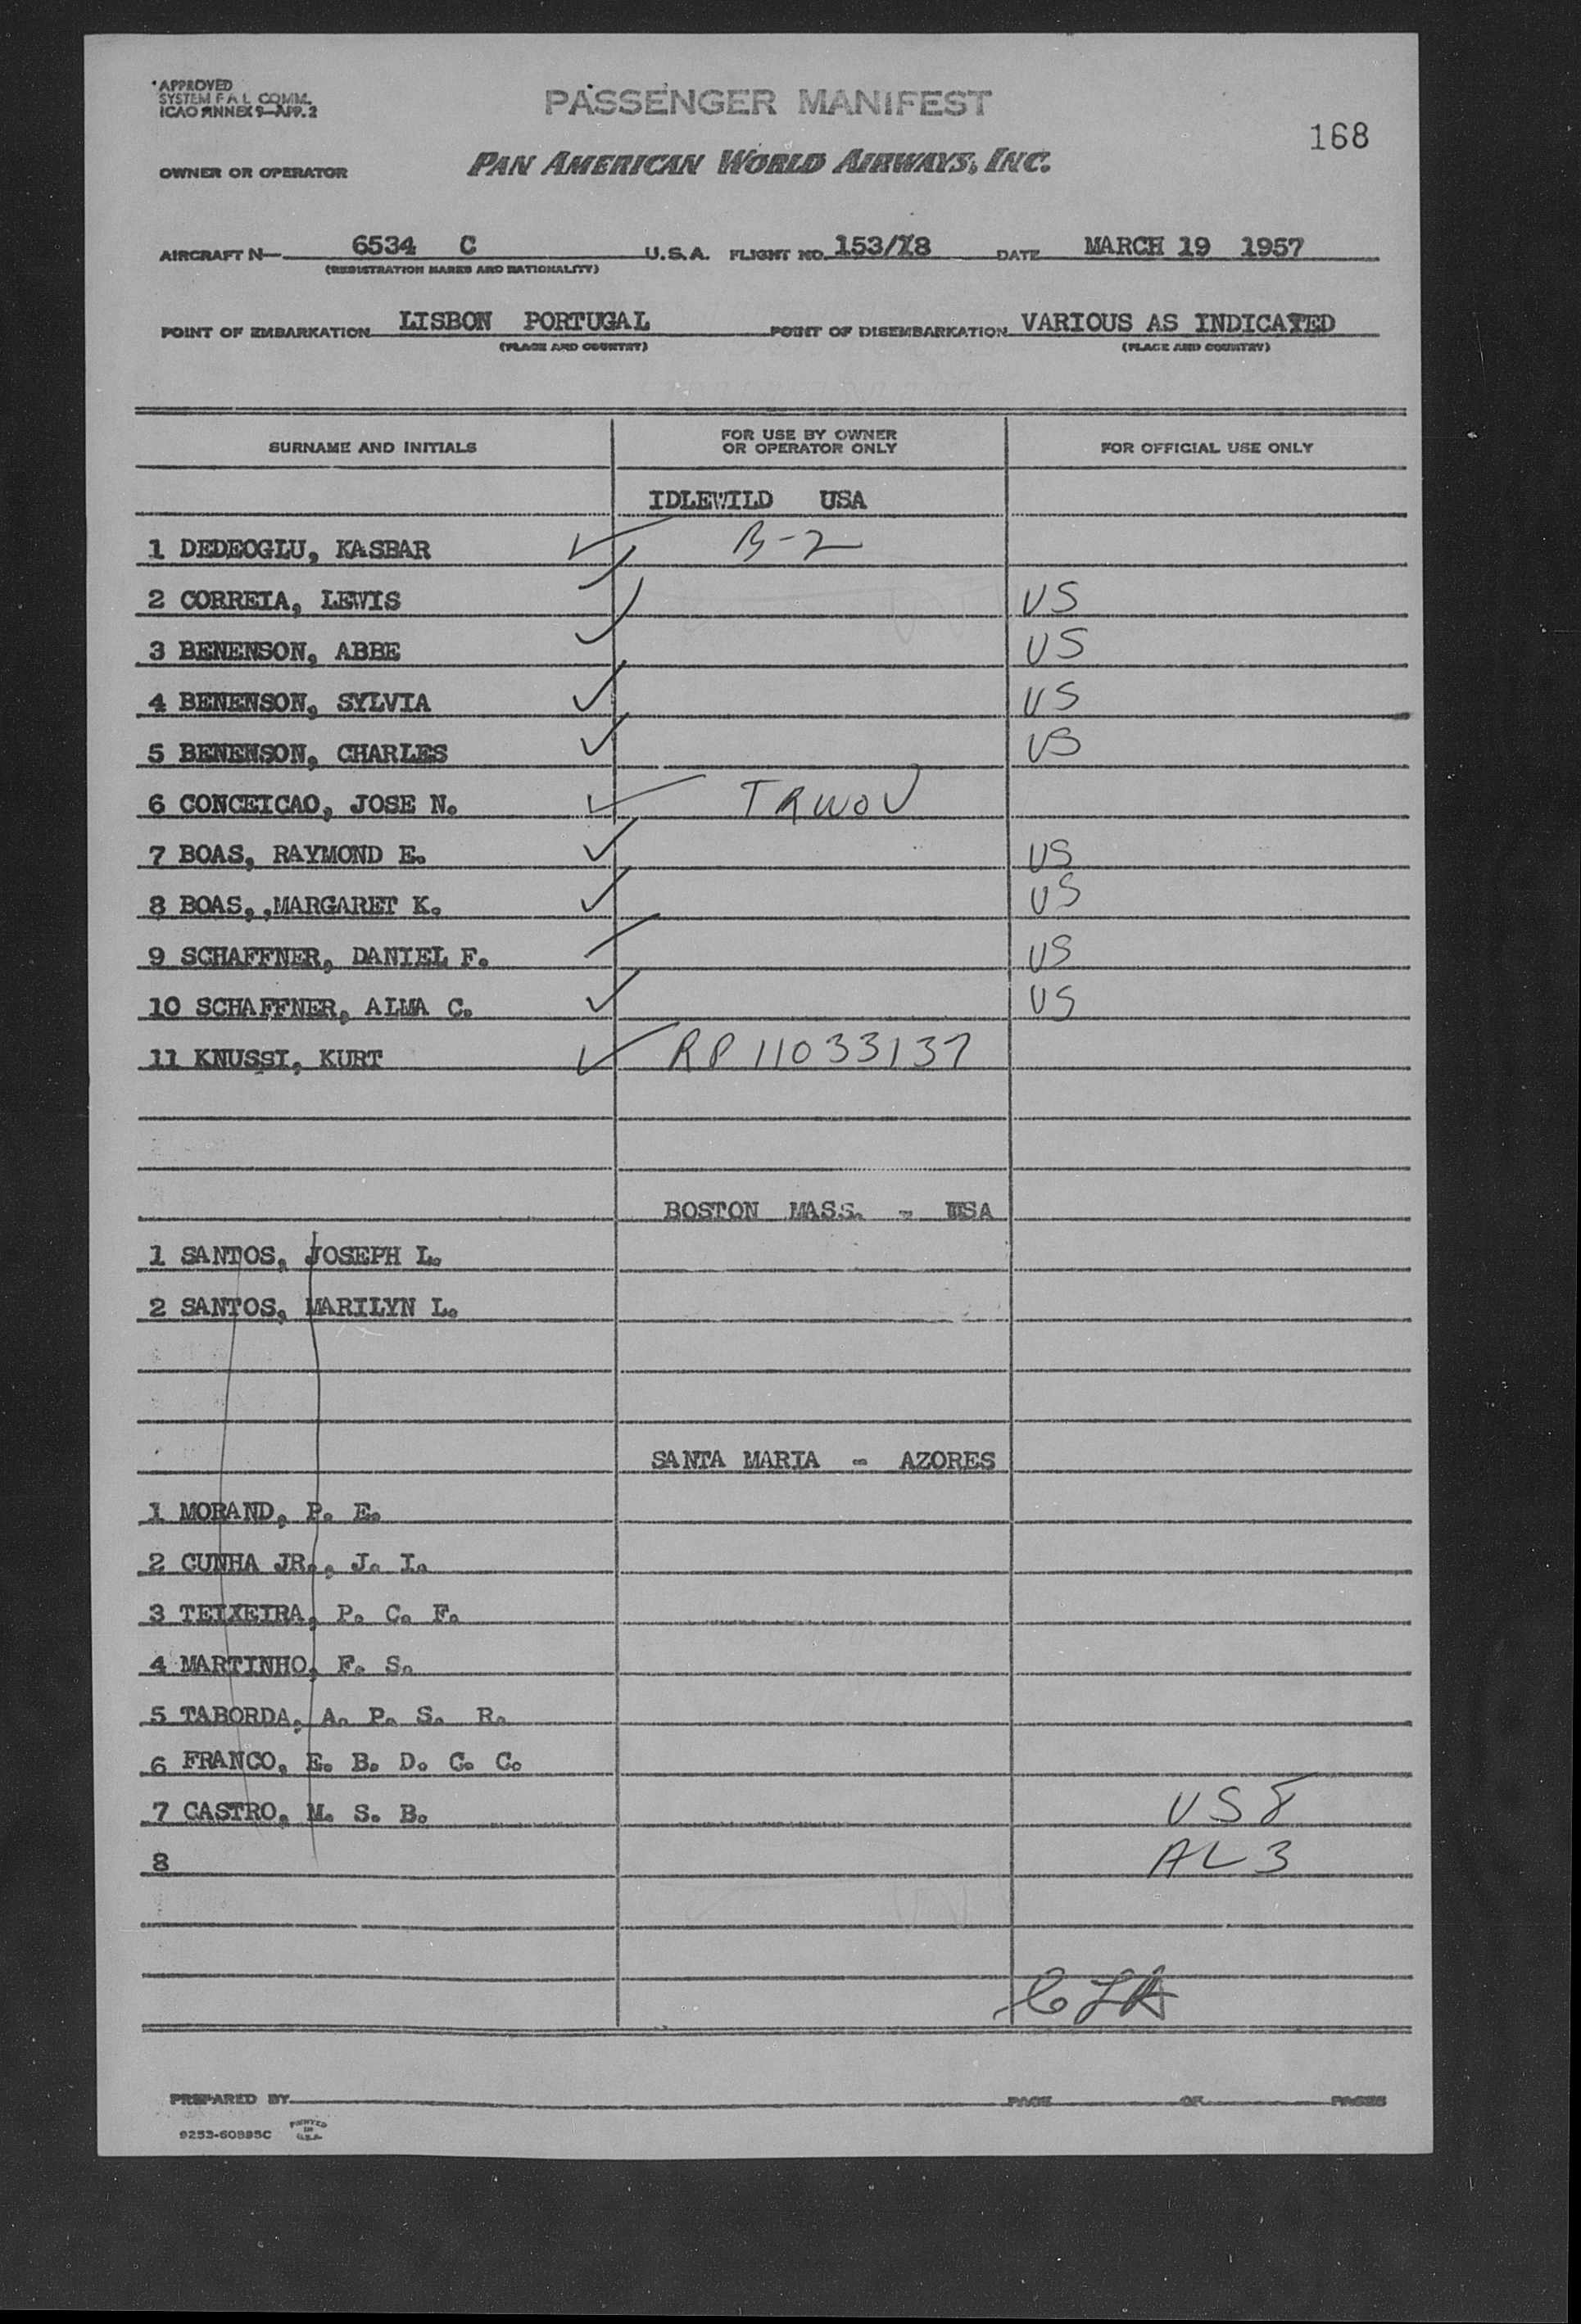 APPROVED
SYSTEM F A L COMM.
ICAO ANNEX 9-APP. 2
PASSENGER MANIFEST
168
OWNER OR OPERATOR PAN AMERICAN WORLD AIRWAYS, INC.
AIRCRAFT N— 6534 C U.S.A. FLIGHT NO. 153/18 DATE MARCH 19 1957
(REGISTRATION MARKS AND NATIONALITY)
POINT OF EMBARKATION LISBON PORTUGAL POINT OF DISEMBARKATION VARIOUS AS INDICATED
(PLACE AND COUNTRY) (PLACE AND COUNTRY)
SURNAME AND INITIALS FOR USE BY OWNER OR OPERATOR ONLY FOR OFFICIAL USE ONLY
IDLEWILD USA
1 DEDEOGLU, KASBAR B-2
2 CORREIA, LEWIS US
3 BENENSON, ABBE US
4 BENENSON, SYLVIA US
5 BENENSON, CHARLES US
6 CONCEICAO, JOSE N. TRWOV
7 BOAS, RAYMOND E. US
8 BOAS, ,MARGARET K. US
9 SCHAFFNER, DANIEL F. US
10 SCHAFFNER, ALMA C. US
11 KNUSSI, KURT RP 11033137
BOSTON MASS. - USA
1 SANTOS, JOSEPH L.
2 SANTOS, MARILYN L.
SANTA MARIA - AZORES
1 MORAND, P. E.
2 CUNHA JR., J. I.
3 TEIXEIRA, P. C. F.
4 MARTINHO, F. S.
5 TABORDA, A. P. S. R.
6 FRANCO, E. B. D. C. C.
7 CASTRO, M. S. B. US 8
8 AL 3
PREPARED BY PAGE OF PAGES
9253-60895C PRINTED IN U.S.A.